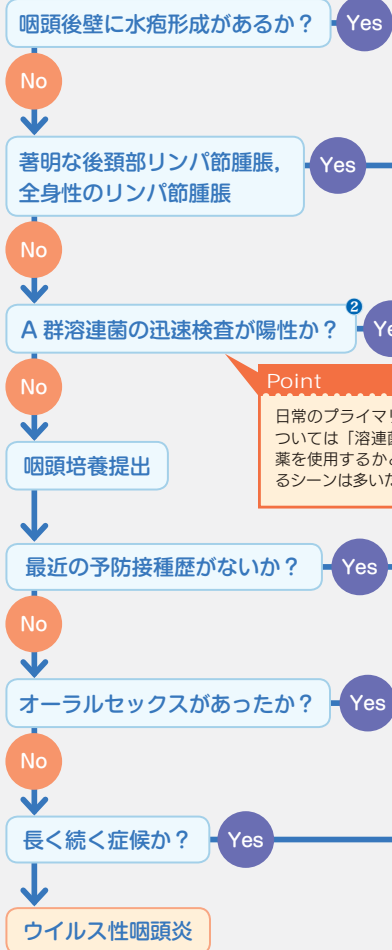 咽頭後壁に水疱形成があるか？
Yes
No
著明な後頚部リンパ節腫脹，
全身性のリンパ節腫脹
Yes
No
A 群溶連菌の迅速検査が陽性か？
❷
No
Point
日常のプライマリ
ついては「溶連菌
薬を使用するか
るシーンは多いた
咽頭培養提出
最近の予防接種歴がないか？
Yes
No
オーラルセックスがあったか？
Yes
No
長く続く症候か？
Yes
ウイルス性咽頭炎